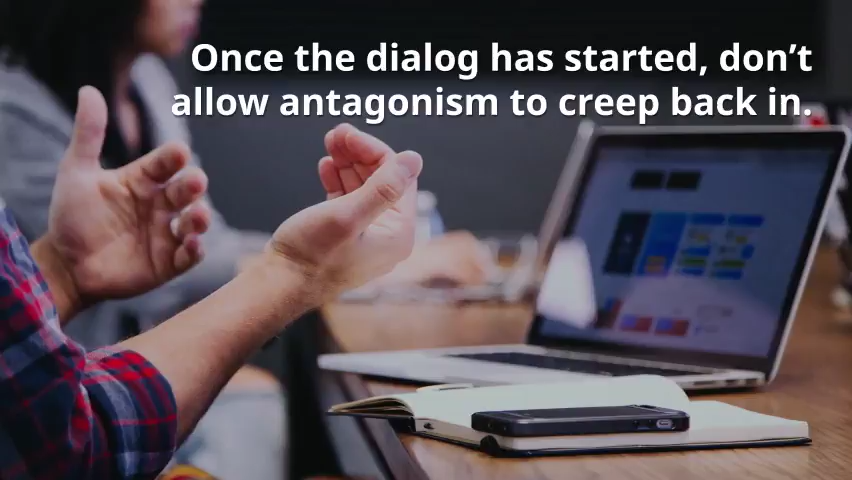 Once the dialog has started, don’t
allow antagonism to creep back in.